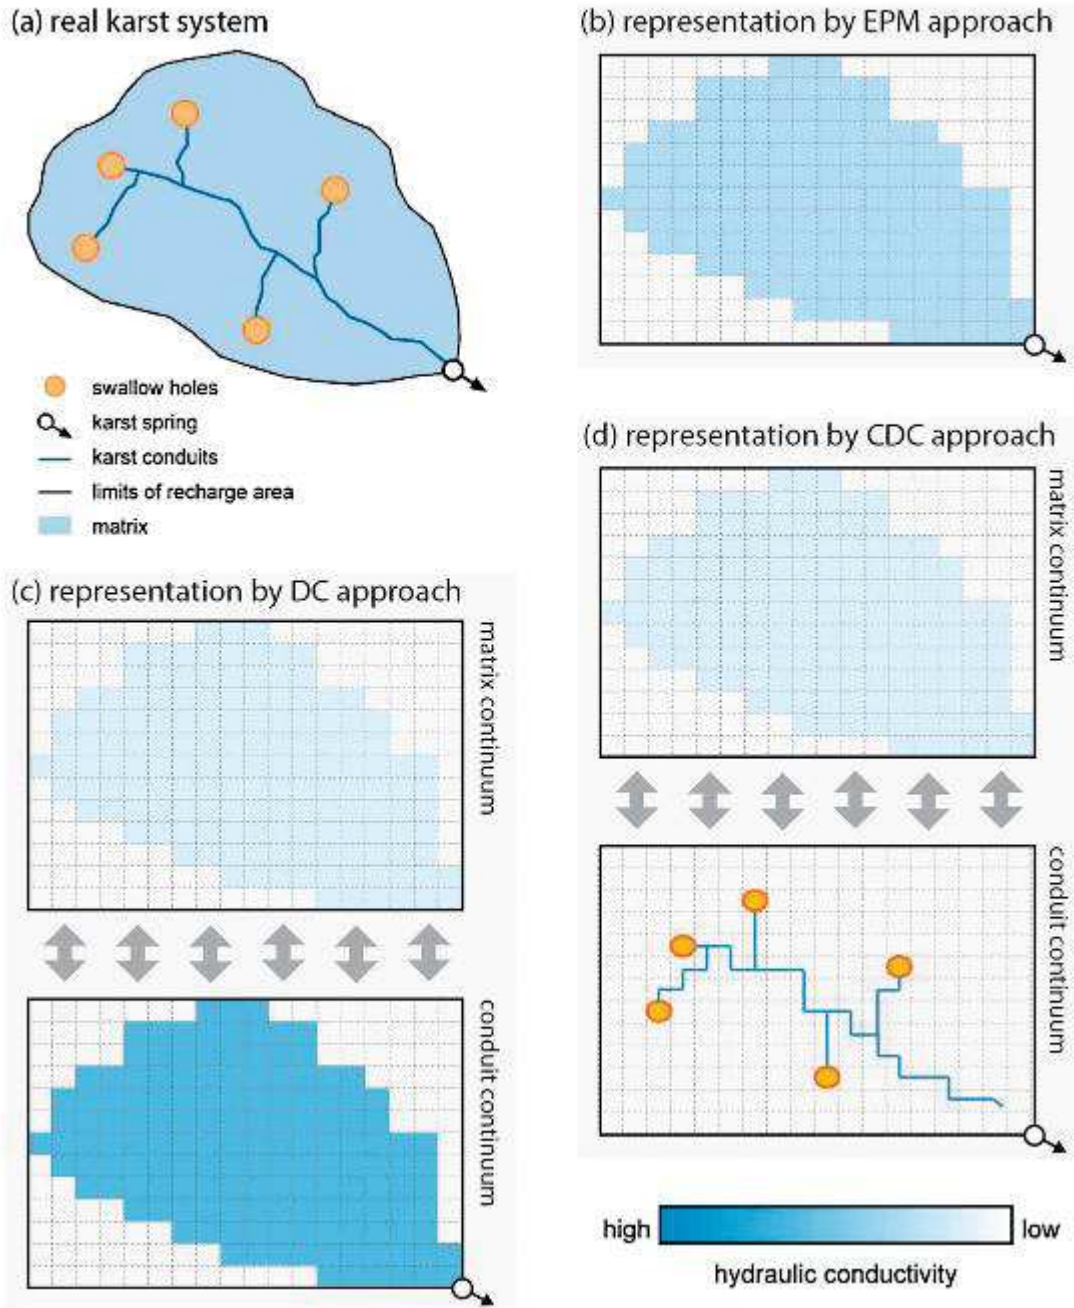 (a) real karst system
swallow holes
karst spring
karst conduits
limits of recharge area
matrix
(b) representation by EPM approach
(c) representation by DC approach
matrix continuum
conduit continuum
(d) representation by CDC approach
matrix continuum
conduit continuum
high
low
hydraulic conductivity